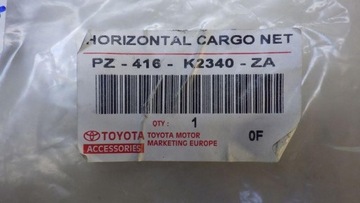 HORIZONTAL CARGO NET
PZ - 416 - K2340 - ZA
QTY: 1
0F
TOYOTA
ACCESSORIES
TOYOTA MOTOR
MARKETING EUROPE